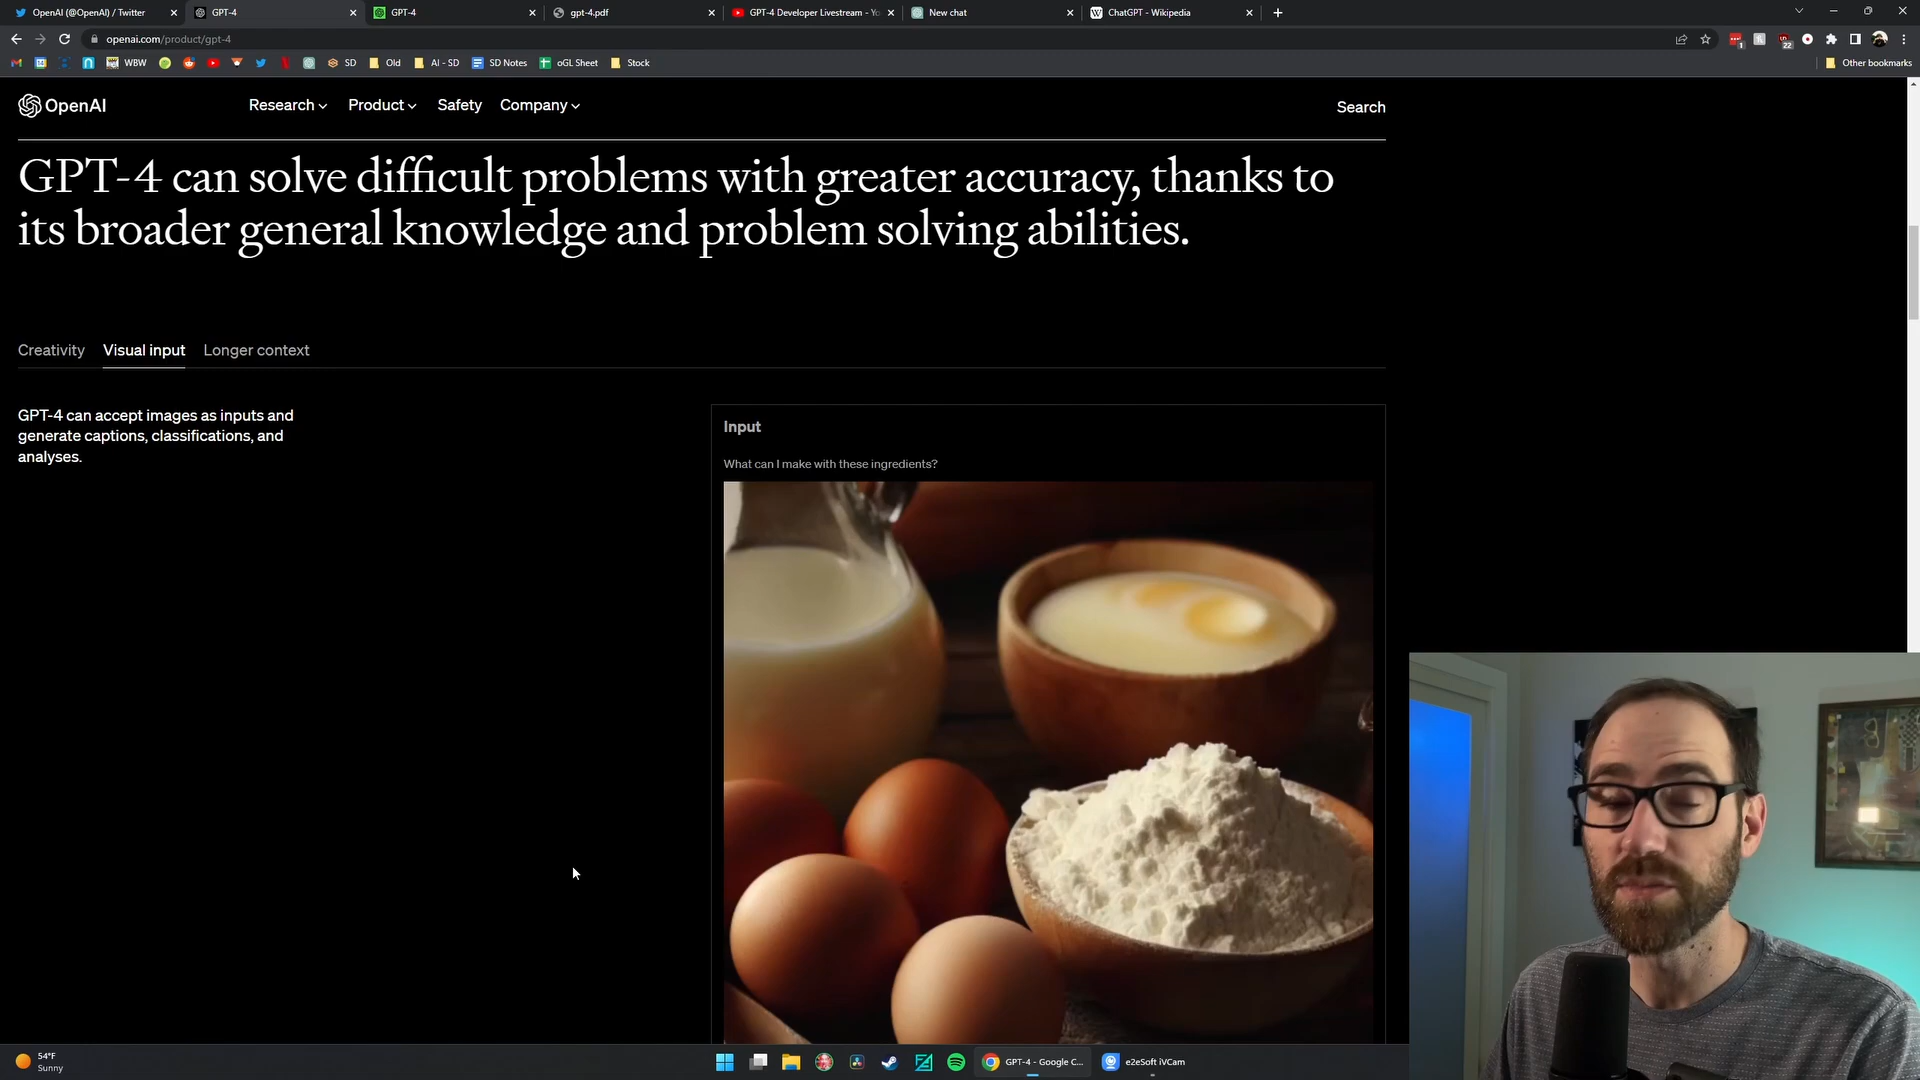 OpenAI (@OpenAI) / Twitter
GPT-4
GPT-4
gpt-4.pdf
GPT-4 Developer Livestream - Yo
New chat
ChatGPT - Wikipedia
openai.com/product/gpt-4
WBW
SD
Old
AI - SD
SD Notes
oGL Sheet
Stock
Other bookmarks
1
22
OpenAI
Research
Product
Safety
Company
Search
GPT-4 can solve difficult problems with greater accuracy, thanks to
its broader general knowledge and problem solving abilities.
Creativity
Visual input
Longer context
GPT-4 can accept images as inputs and
generate captions, classifications, and
analyses.
Input
What can I make with these ingredients?
54°F
Sunny
GPT-4 - Google C...
e2eSoft iVCam